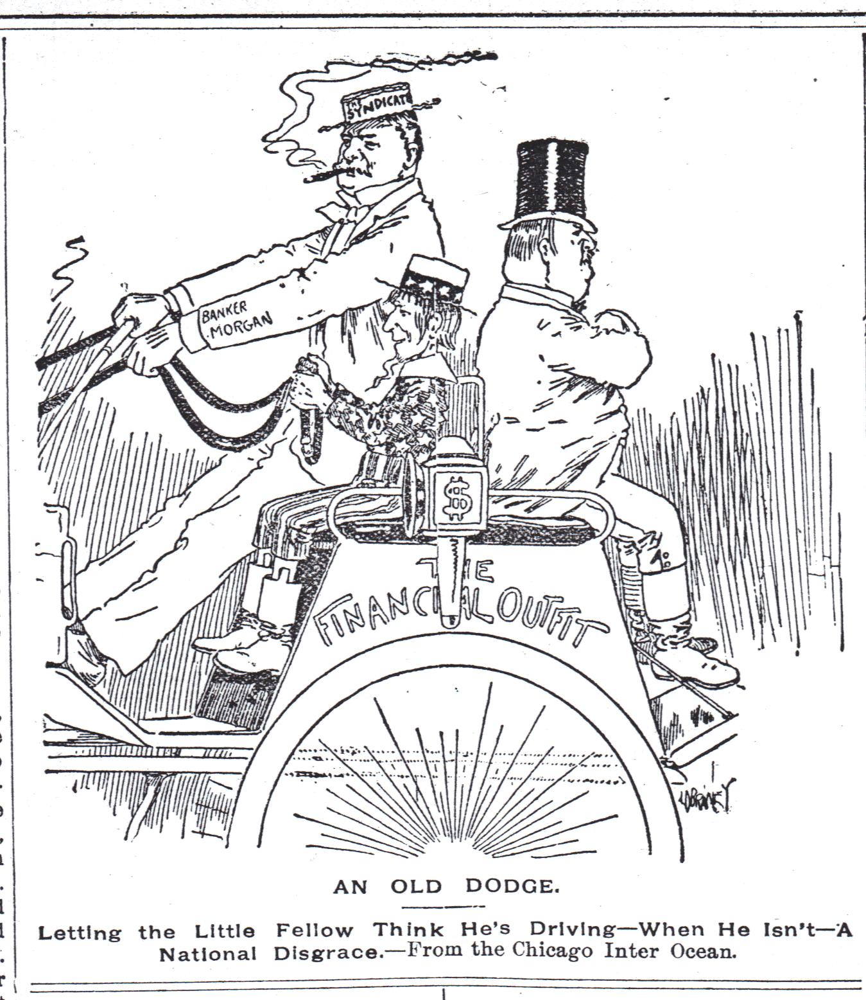 THE
SYNDICATE
BANKER
MORGAN
$
THE
FINANCIAL OUTFIT
AN OLD DODGE.
Letting the Little Fellow Think He's Driving—When He Isn't—A
National Disgrace.—From the Chicago Inter Ocean.